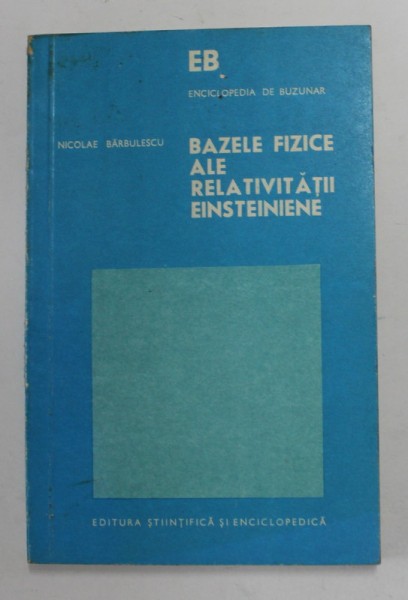 EB
ENCICLOPEDIA DE BUZUNAR
NICOLAE BĂRBULESCU
BAZELE FIZICE
ALE
RELATIVITĂȚII
EINSTEINIENE
EDITURA ȘTIINȚIFICĂ ȘI ENCICLOPEDICĂ